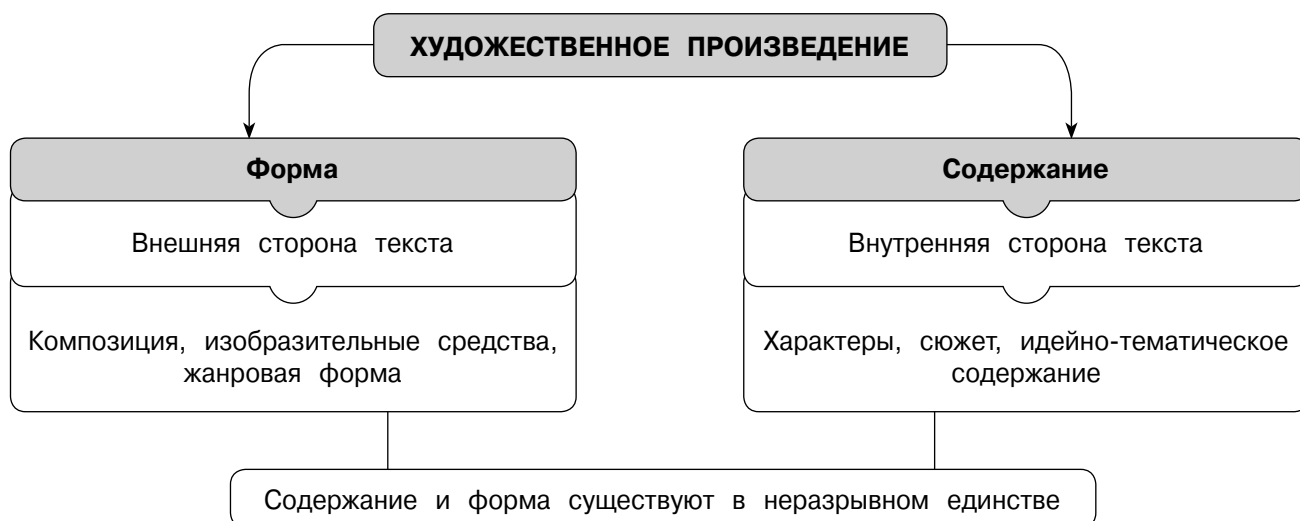 ХУДОЖЕСТВЕННОЕ ПРОИЗВЕДЕНИЕ
Форма
Внешняя сторона текста
Композиция, изобразительные средства,
жанровая форма
Содержание
Внутренняя сторона текста
Характеры, сюжет, идейно-тематическое
содержание
Содержание и форма существуют в неразрывном единстве